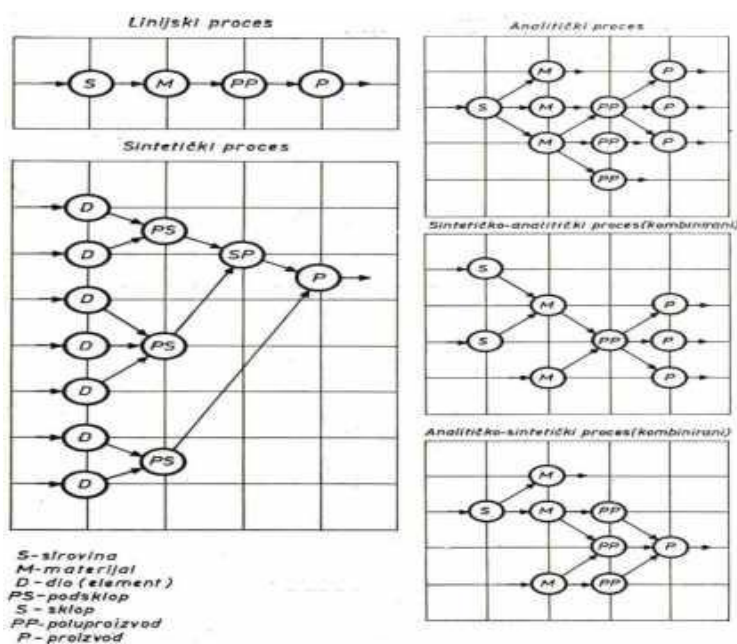 Linijski proces
S M PP P
Sintetički proces
D
D PS
D SP
D PS P
D
D PS
D
S-sirovina
M-materijal
D-dio (element)
PS-podsklop
S-sklop
PP-poluproizvod
P-proizvod
Analitički proces
M P
S M PP P
M PP P
PP
Sintetičko-analitički proces(kombinirani)
S
M P
S PP P
M P
Analitičko-sintetički proces(kombinirani)
M
S M PP
PP P
M PP